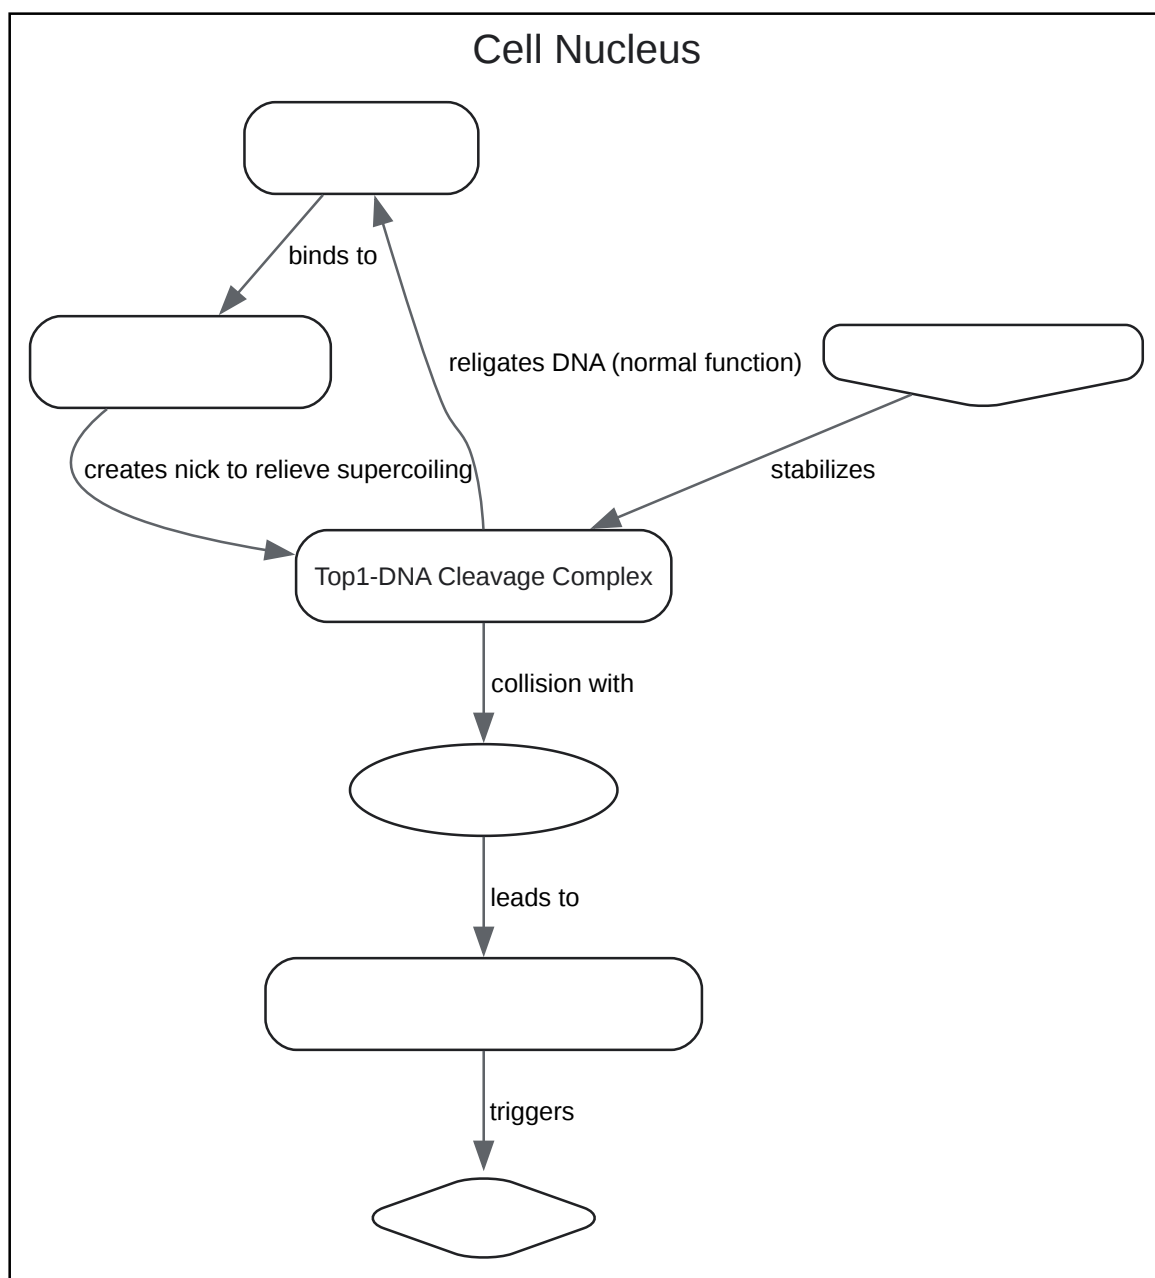 Cell Nucleus
binds to
religates DNA (normal function)
creates nick to relieve supercoiling
stabilizes
Top1-DNA Cleavage Complex
collision with
leads to
triggers